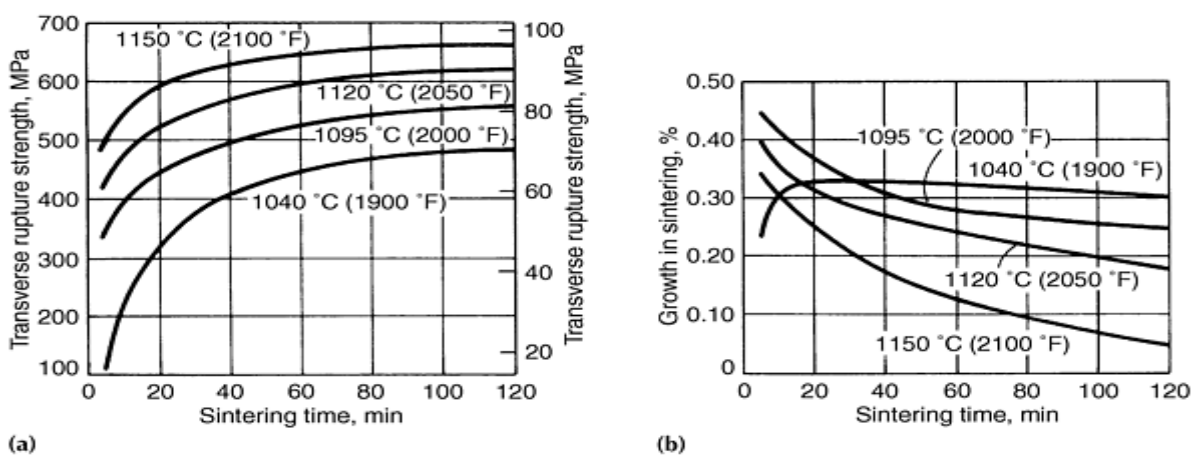 Transverse rupture strength, MPa
700
600
500
400
300
200
100
1150 °C (2100 °F)
1120 °C (2050 °F)
1095 °C (2000 °F)
1040 °C (1900 °F)
100
80
60
40
20
Transverse rupture strength, MPa
0 20 40 60 80 100 120
Sintering time, min
(a)
Growth in sintering, %
0.50
0.40
0.30
0.20
0.10
0
1095 °C (2000 °F)
1040 °C (1900 °F)
1120 °C (2050 °F)
1150 °C (2100 °F)
0 20 40 60 80 100 120
Sintering time, min
(b)